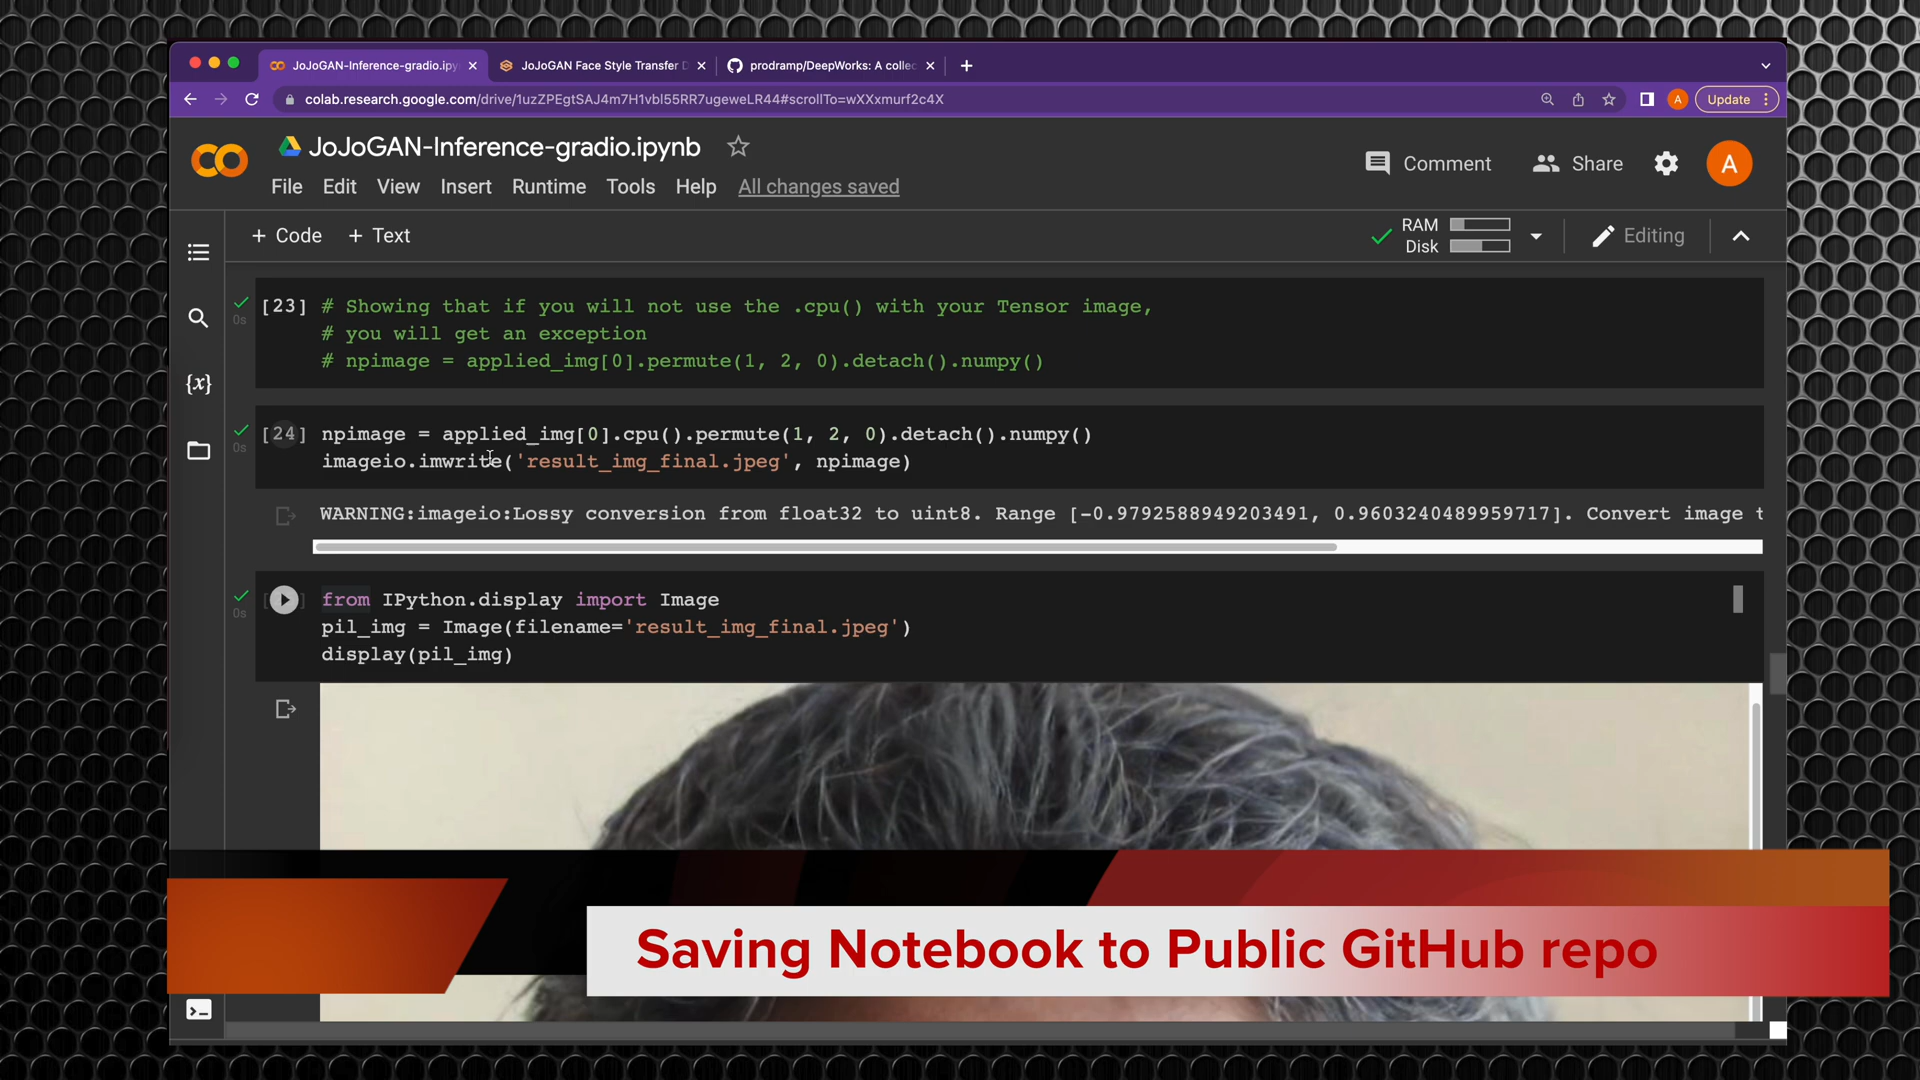 JoJoGAN-Inference-gradio.ipy
JoJoGAN Face Style Transfer D
prodramp/DeepWorks: A collec
colab.research.google.com/drive/1uzZPEgtSAJ4m7H1vbl55RR7ugeweLR44#scrollTo=wXXxmurf2c4X
A
Update
JoJoGAN-Inference-gradio.ipynb
Comment
Share
A
File Edit View Insert Runtime Tools Help All changes saved
+ Code + Text
RAM
Disk
Editing
{x}
0s
[23] # Showing that if you will not use the .cpu() with your Tensor image,
# you will get an exception
# npimage = applied_img[0].permute(1, 2, 0).detach().numpy()
0s
[24] npimage = applied_img[0].cpu().permute(1, 2, 0).detach().numpy()
imageio.imwrite('result_img_final.jpeg', npimage)
WARNING:imageio:Lossy conversion from float32 to uint8. Range [-0.9792588949203491, 0.9603240489959717]. Convert image t
0s
from IPython.display import Image
pil_img = Image(filename='result_img_final.jpeg')
display(pil_img)
Saving Notebook to Public GitHub repo